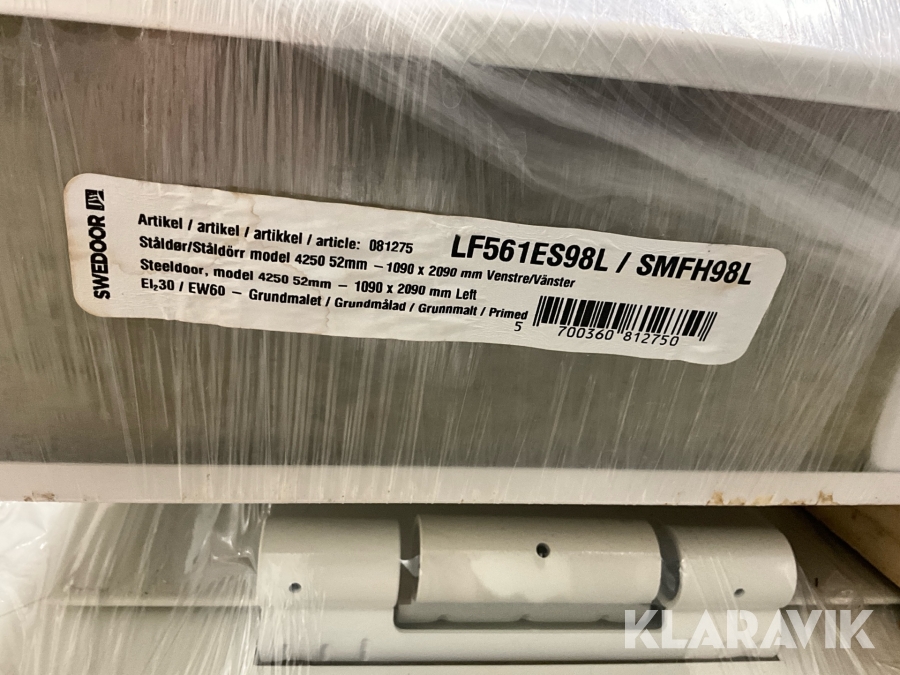 SWEDOOR
Artikel / artikel / artikkel / article: 081275
LF561ES98L / SMFH98L
Ståldør/Ståldörr model 4250 52mm – 1090 x 2090 mm Venstre/Vänster
Steeldoor, model 4250 52mm – 1090 x 2090 mm Left
EI₂30 / EW60 – Grundmalet / Grundmålad / Grunnmalt / Primed
5 700360 812750
KLARAVIK